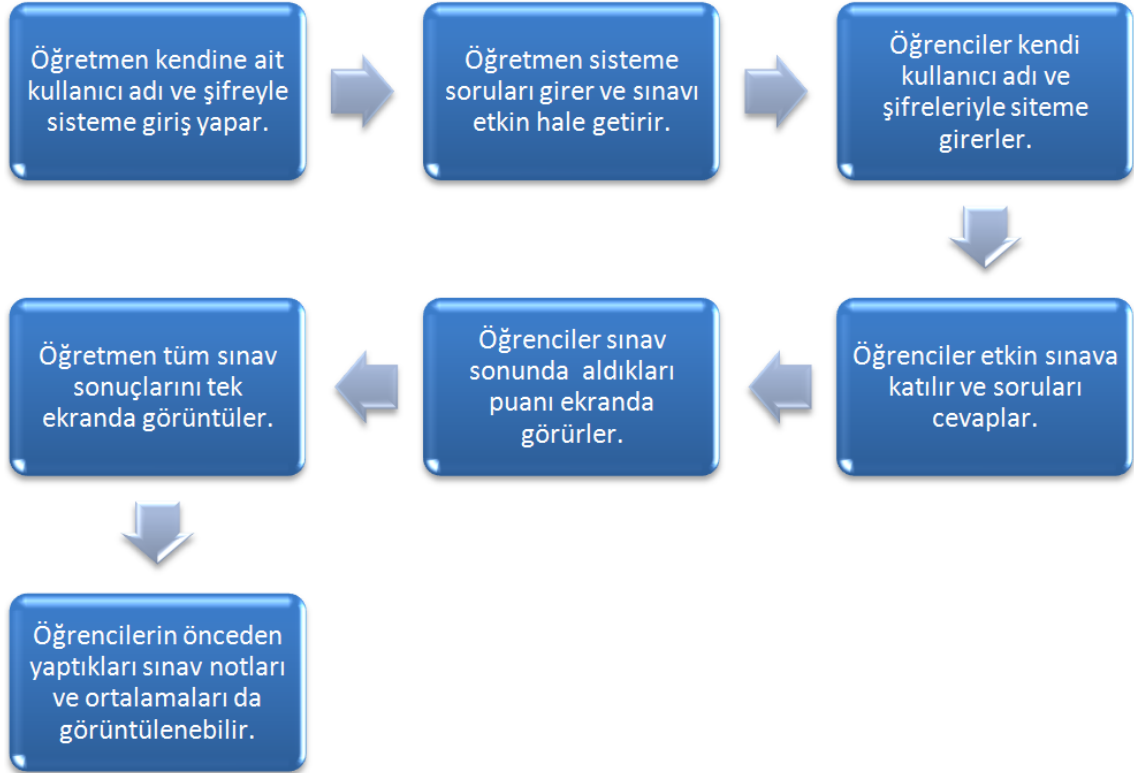 Öğretmen kendine ait
kullanıcı adı ve şifreyle
sisteme giriş yapar.
Öğretmen sisteme
soruları girer ve sınavı
etkin hale getirir.
Öğrenciler kendi
kullanıcı adı ve
şifreleriyle siteme
girerler.
Öğrenciler etkin sınava
katılır ve soruları
cevaplar.
Öğrenciler sınav
sonunda aldıkları
puanı ekranda
görürler.
Öğretmen tüm sınav
sonuçlarını tek
ekranda görüntüler.
Öğrencilerin önceden
yaptıkları sınav notları
ve ortalamaları da
görüntülenebilir.